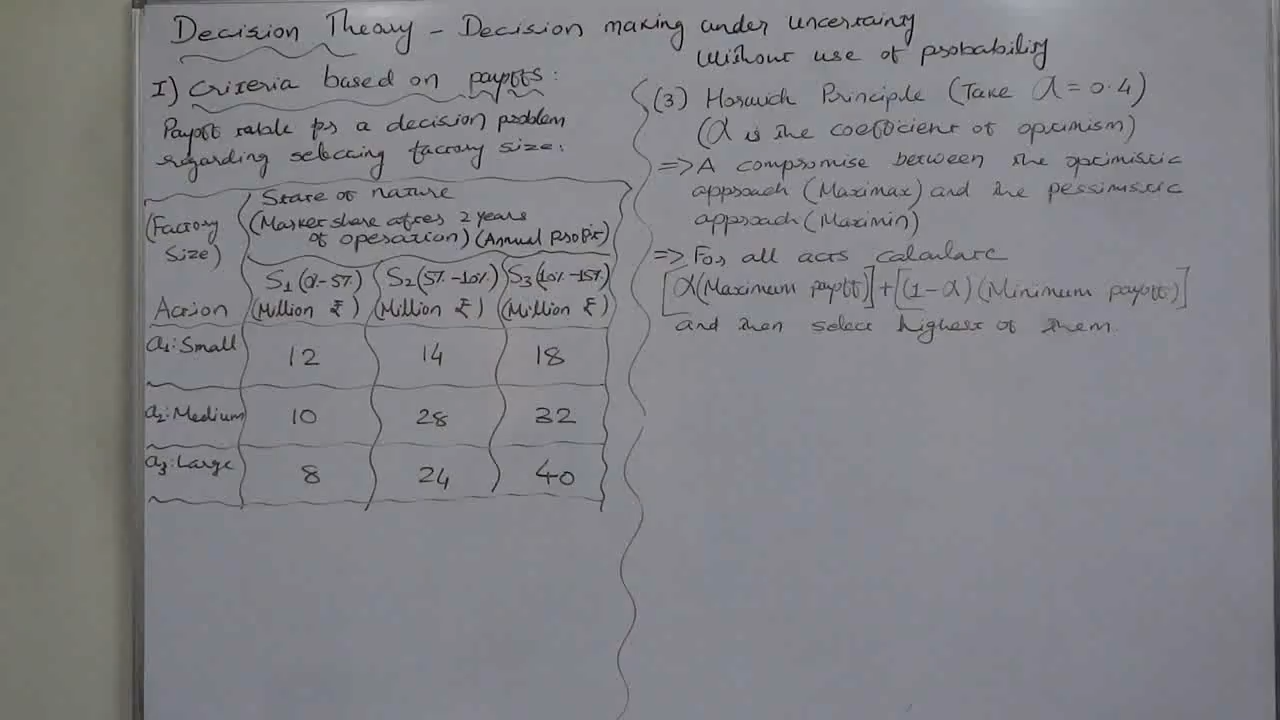 Decision Theory - Decision making under uncertainty
without use of probability
I) Criteria based on payoffs:
Payoff table for a decision problem
regarding selecting factory size:
State of nature
(Factory Size)
(Market share after 2 years
of operation) (Annual Profit)
S1 (0%-5%) S2 (5%-10%) S3 (10%-15%)
Action (Million ₹) (Million ₹) (Million ₹)
a1: Small 12 14 18
a2: Medium 10 28 32
a3: Large 8 24 40
(3) Horwich Principle (Take α = 0.4)
(α is the coefficient of optimism)
=> A compromise between the optimistic
approach (Maximax) and the pessimistic
approach (Maximin)
=> For all acts calculate
[α(Maximum payoff)] + [(1-α) (Minimum payoff)]
and then select highest of them.